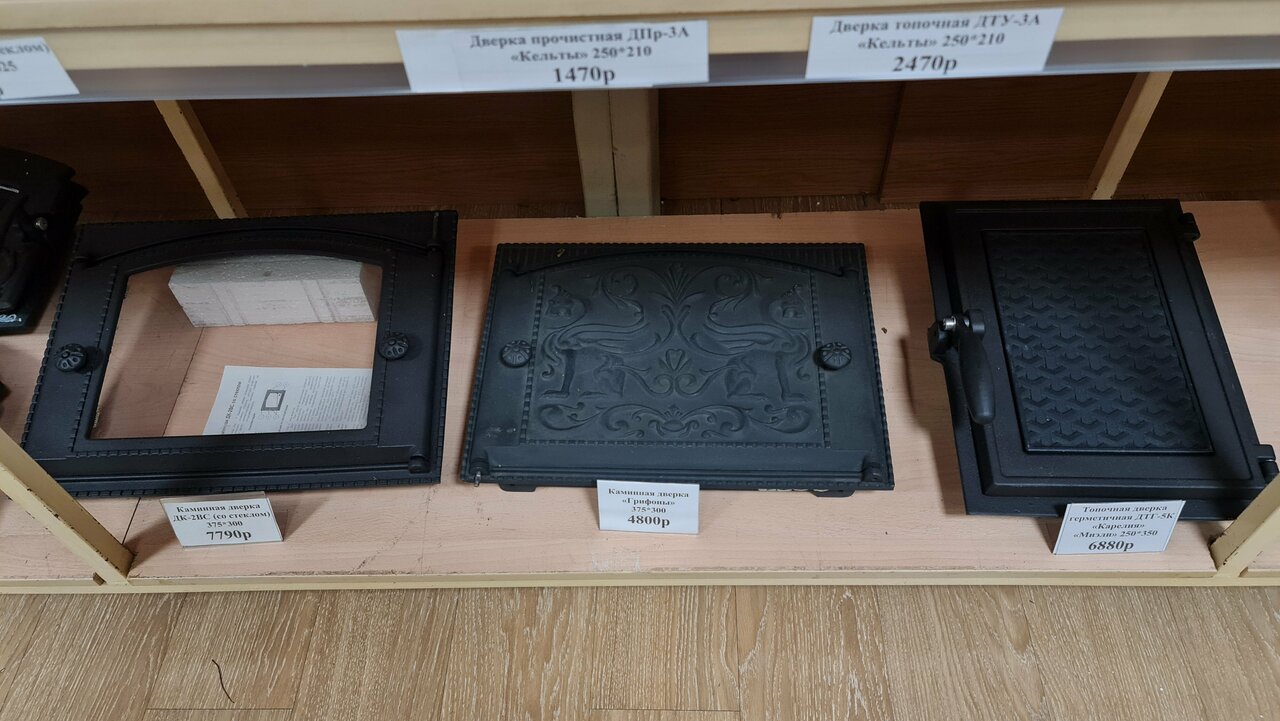 25
Дверка прочистная ДПр-3А
«Кельты» 250*210
1470р
Дверка топочная ДТУ-3А
«Кельты» 250*210
2470р
Каминная дверка
ДК-2ВС (со стеклом)
375*300
7790р
Каминная дверка
«Грифоны»
375*300
4800р
Топочная дверка
герметичная ДТГ-5К
«Карелия»
«Мизли» 250*350
6880р